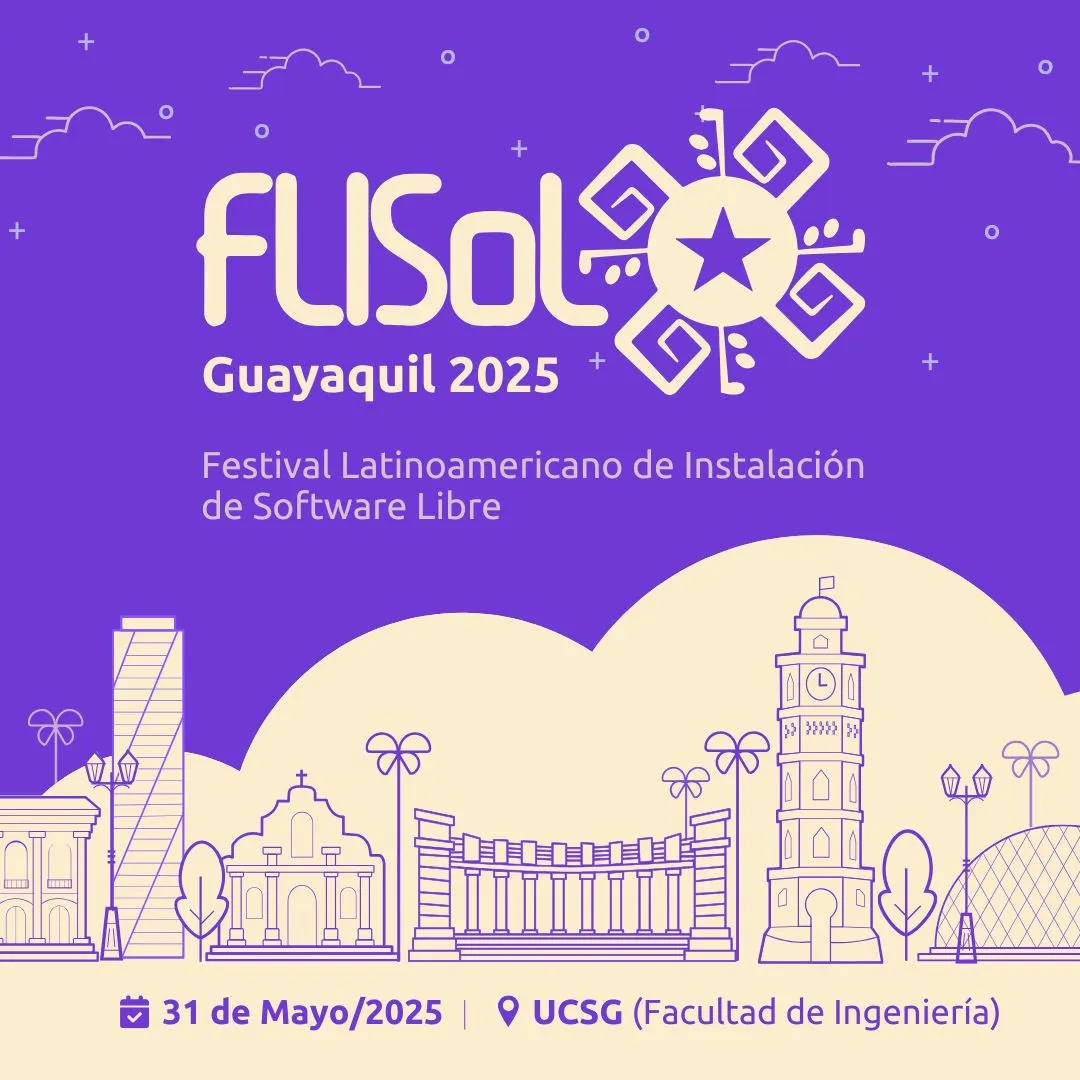 FLISoL
Guayaquil 2025
Festival Latinoamericano de Instalación
de Software Libre
31 de Mayo/2025 | UCSG (Facultad de Ingeniería)